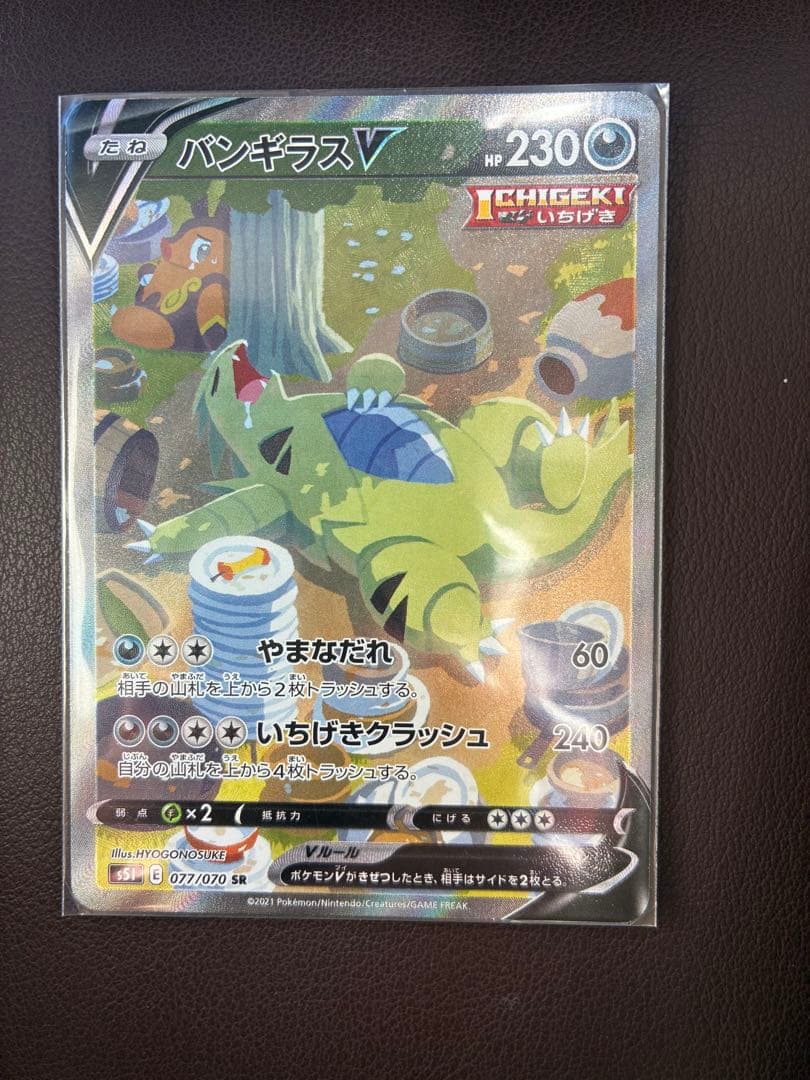 たね バンギラスV HP 230
ICHIGEKI
いちげき
やまなだれ 60
相手の山札を上から2枚トラッシュする。
いちげきクラッシュ 240
自分の山札を上から4枚トラッシュする。
弱点 ×2 抵抗力 にげる
Illus.HYOGONOSUKE Vルール
s5I E 077/070 SR ポケモンVがきぜつしたとき、相手はサイドを2枚とる。
©2021 Pokémon/Nintendo/Creatures/GAME FREAK.